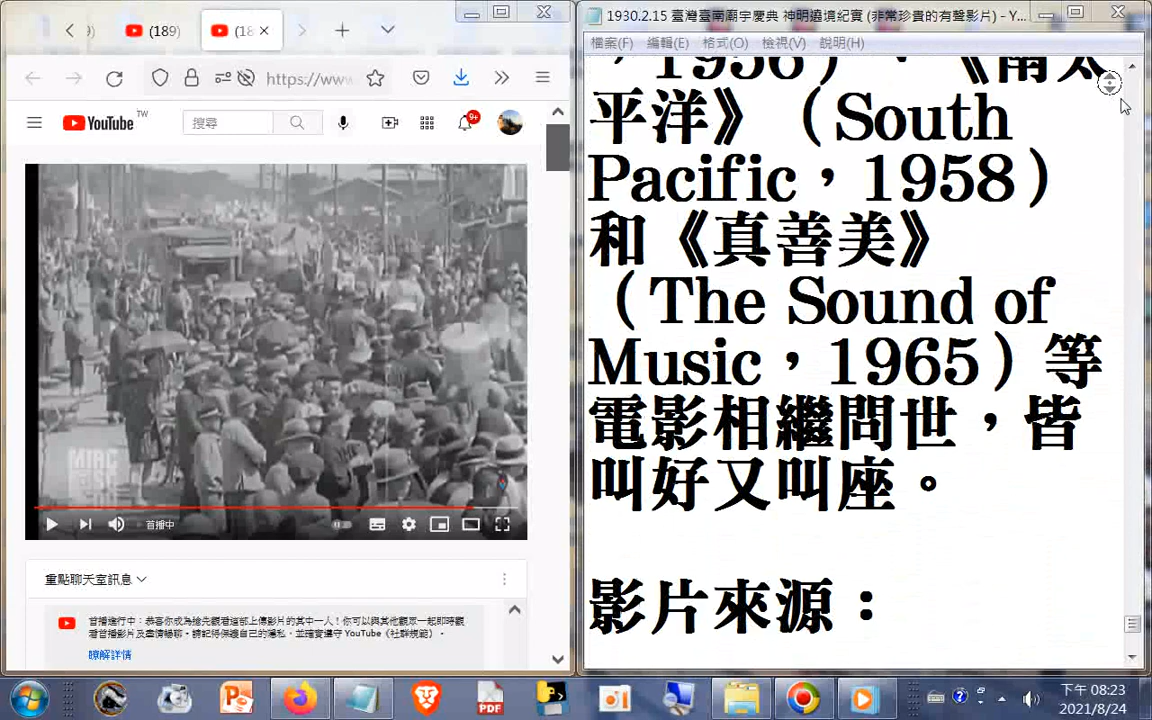 (189)
https://www.
YouTube
TW
搜尋
9+
首播中
重點聊天室訊息
首播進行中：恭喜你成為搶先觀看這部上傳影片的其中一人！你可以與其他觀眾一起即時觀
看首播影片及盡情暢聊。請記得保護自己的隱私，並確實遵守 YouTube《社群規範》。
瞭解詳情
1930.2.15 臺灣臺南廟宇慶典 神明遶境紀實 (非常珍貴的有聲影片) - Y...
檔案(F) 編輯(E) 格式(O) 檢視(V) 說明(H)
，1956）、《南太
平洋》（South
Pacific，1958）
和《真善美》
（The Sound of
Music，1965）等
電影相繼問世，皆
叫好又叫座。
影片來源：
PDF
下午 08:23
2021/8/24